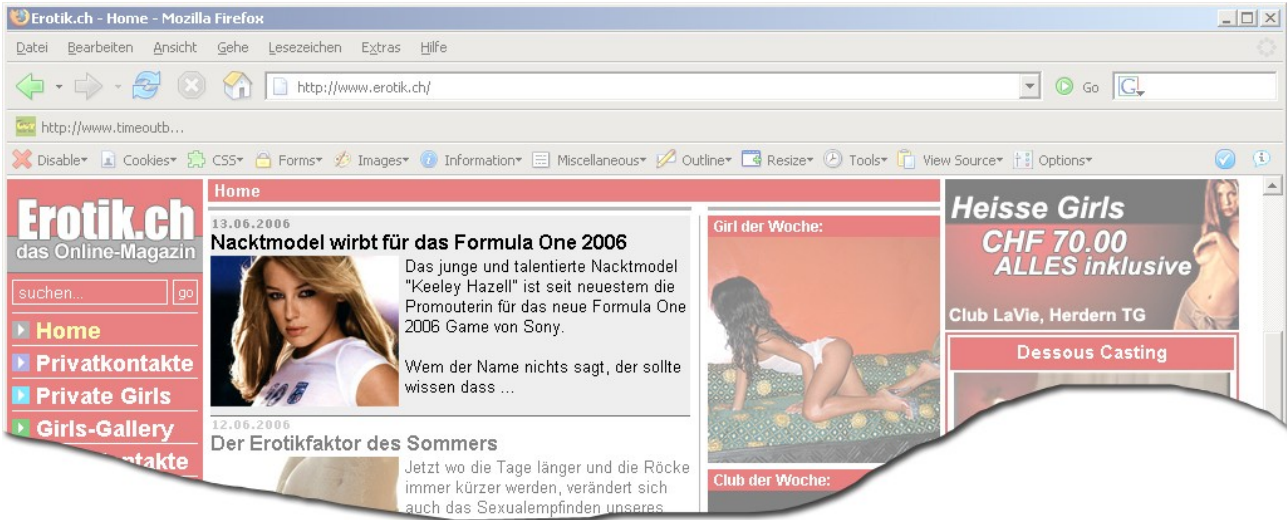 Erotik.ch - Home - Mozilla Firefox
Datei Bearbeiten Ansicht Gehe Lesezeichen Extras Hilfe
http://www.erotik.ch/ Go G
http://www.timeoutb...
Disable Cookies CSS Forms Images Information Miscellaneous Outline Resize Tools View Source Options
Erotik.ch
das Online-Magazin
suchen... go
Home
Privatkontakte
Private Girls
Girls-Gallery
Home
13.06.2006
Nacktmodel wirbt für das Formula One 2006
Das junge und talentierte Nacktmodel
"Keeley Hazell" ist seit neuestem die
Promouterin für das neue Formula One
2006 Game von Sony.
Wem der Name nichts sagt, der sollte
wissen dass ...
12.06.2006
Der Erotikfaktor des Sommers
Jetzt wo die Tage länger und die Röcke
immer kürzer werden, verändert sich
auch das Sexualempfinden unseres
Girl der Woche:
Club der Woche:
Heisse Girls
CHF 70.00
ALLES inklusive
Club LaVie, Herdern TG
Dessous Casting